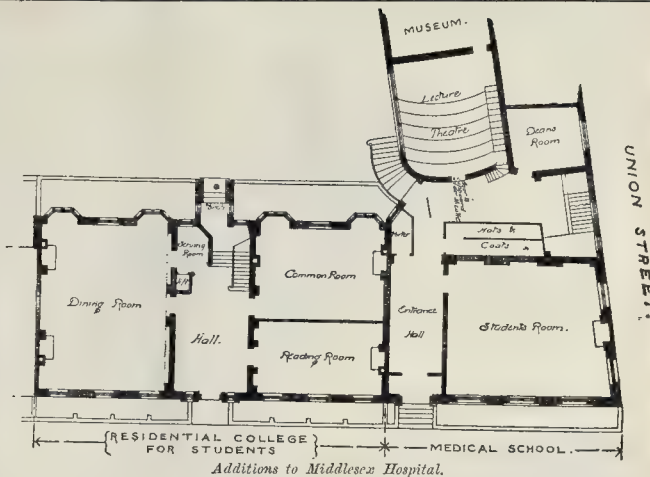 MUSEUM.
Lecture
Theatre
Deans
Room
UNION STREET.
Serving
Room
Lift
Hats &
Coats
Porter
Common Room
Dining Room
Entrance
Hall
Hall.
Students Room.
Reading Room
RESIDENTIAL COLLEGE
FOR STUDENTS
MEDICAL SCHOOL.
Additions to Middlesex Hospital.